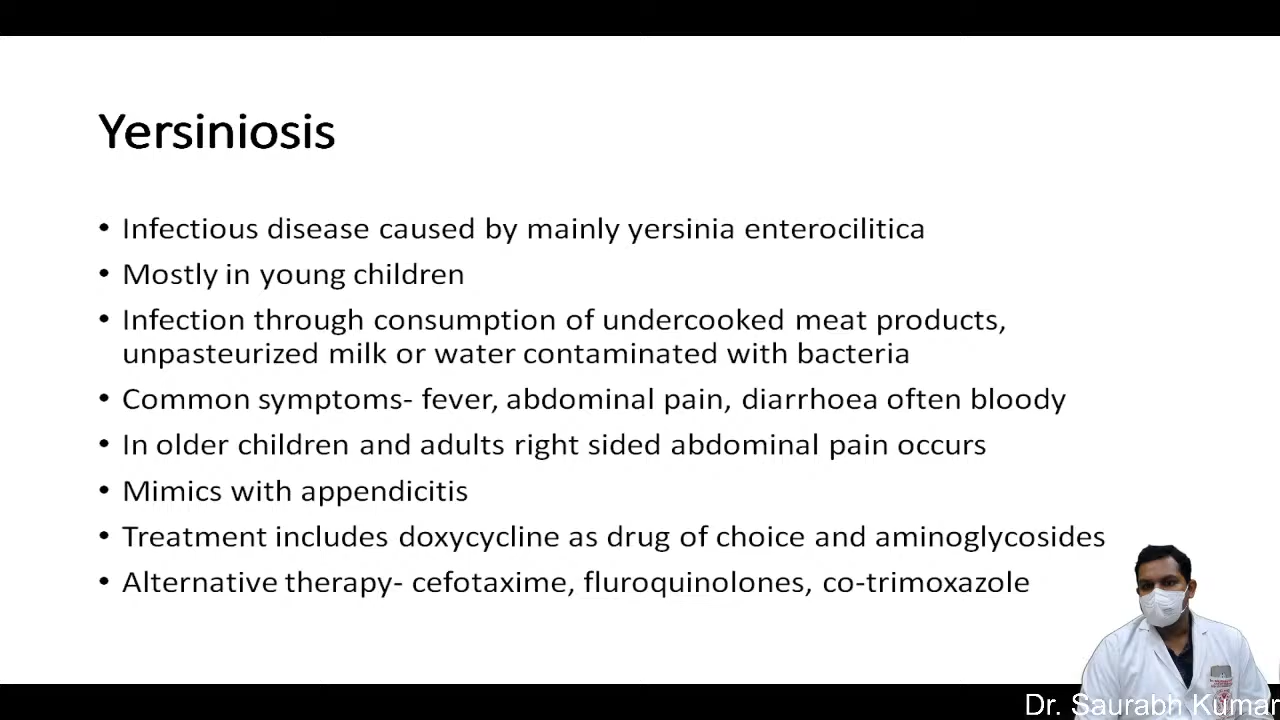 Yersiniosis
• Infectious disease caused by mainly yersinia enterocilitica
• Mostly in young children
• Infection through consumption of undercooked meat products,
unpasteurized milk or water contaminated with bacteria
• Common symptoms- fever, abdominal pain, diarrhoea often bloody
• In older children and adults right sided abdominal pain occurs
• Mimics with appendicitis
• Treatment includes doxycycline as drug of choice and aminoglycosides
• Alternative therapy- cefotaxime, fluroquinolones, co-trimoxazole
Dr. Saurabh Kumar